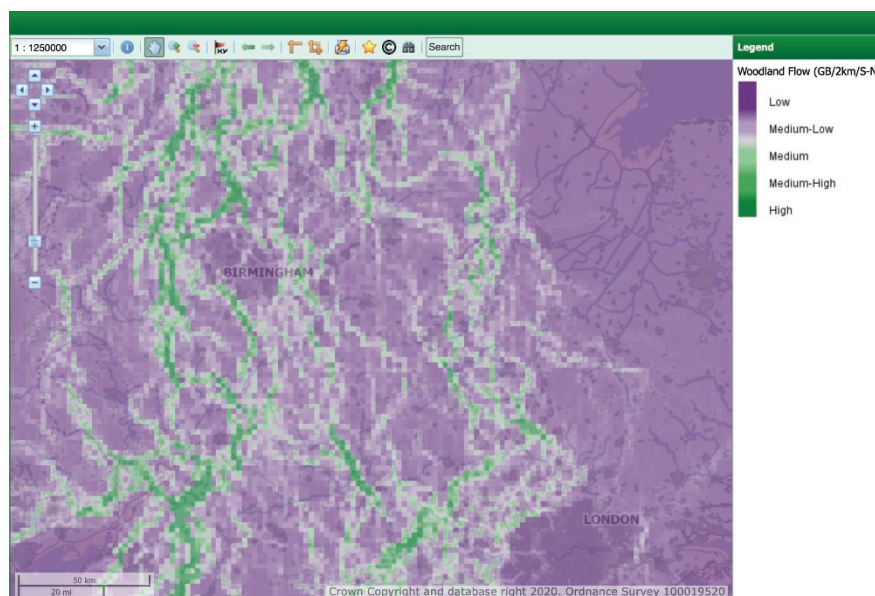 1 : 1250000
XY
©
Search
Legend
Woodland Flow (GB/2km/S-N
Low
Medium-Low
Medium
Medium-High
High
BIRMINGHAM
LONDON
50 km
20 mi
Crown Copyright and database right 2020. Ordnance Survey 100019520